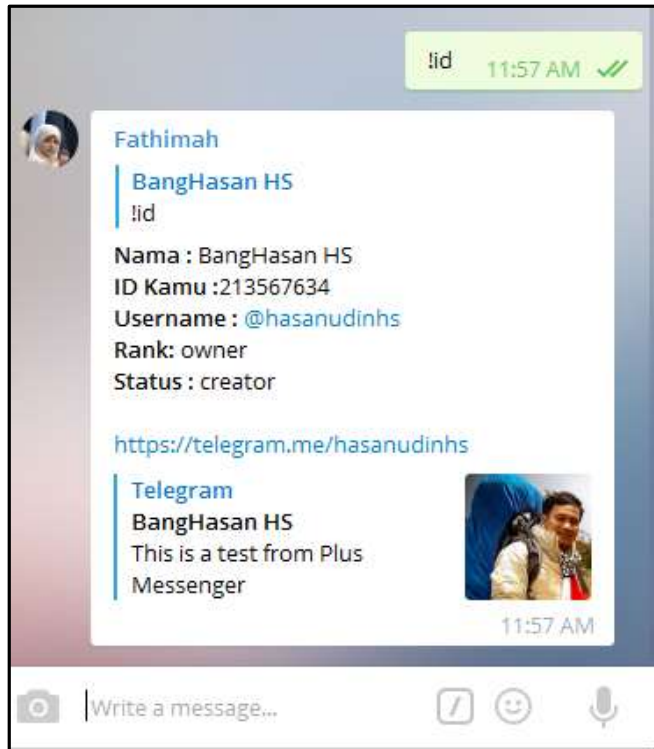 !id
11:57 AM
Fathimah
BangHasan HS
!id
Nama : BangHasan HS
ID Kamu :213567634
Username : @hasanudinhs
Rank: owner
Status : creator
https://telegram.me/hasanudinhs
Telegram
BangHasan HS
This is a test from Plus
Messenger
11:57 AM
Write a message...